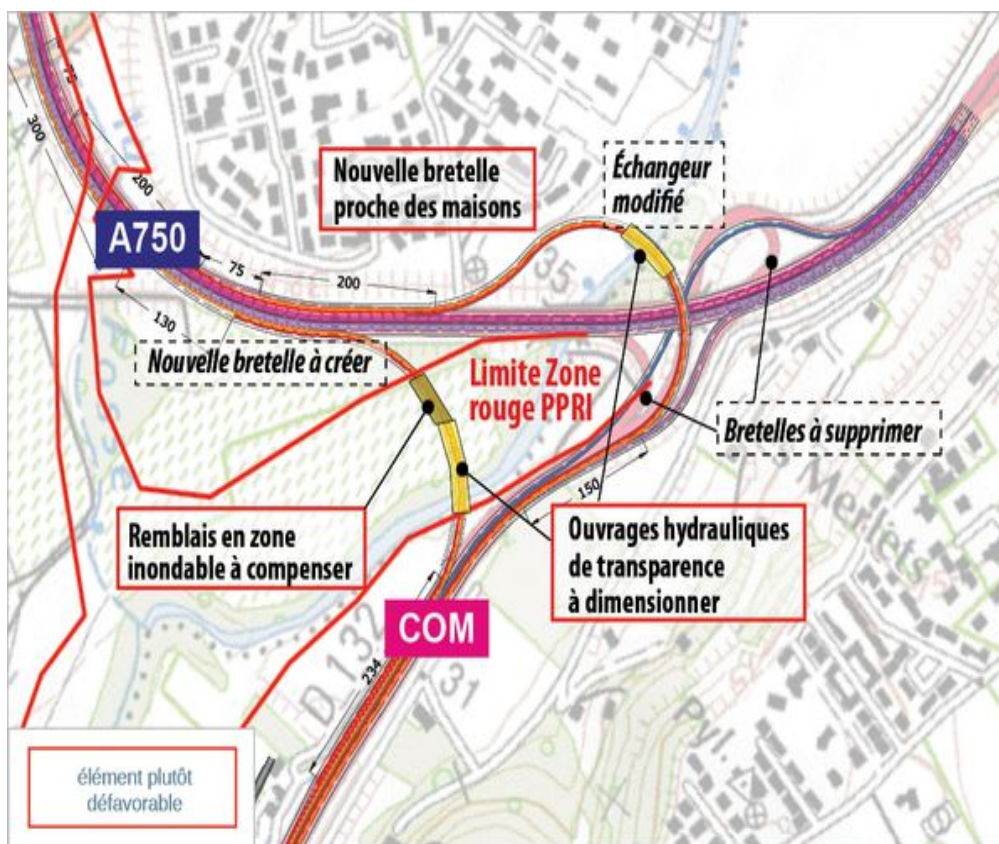 75
300
200
A750
Nouvelle bretelle
proche des maisons
Échangeur
modifié
35
50
75
200
130
Nouvelle bretelle à créer
Limite Zone
rouge PPRI
Bretelles à supprimer
150
Merlets
Remblais en zone
inondable à compenser
Ouvrages hydrauliques
de transparence
à dimensionner
COM
D 132
31
234
élément plutôt
défavorable